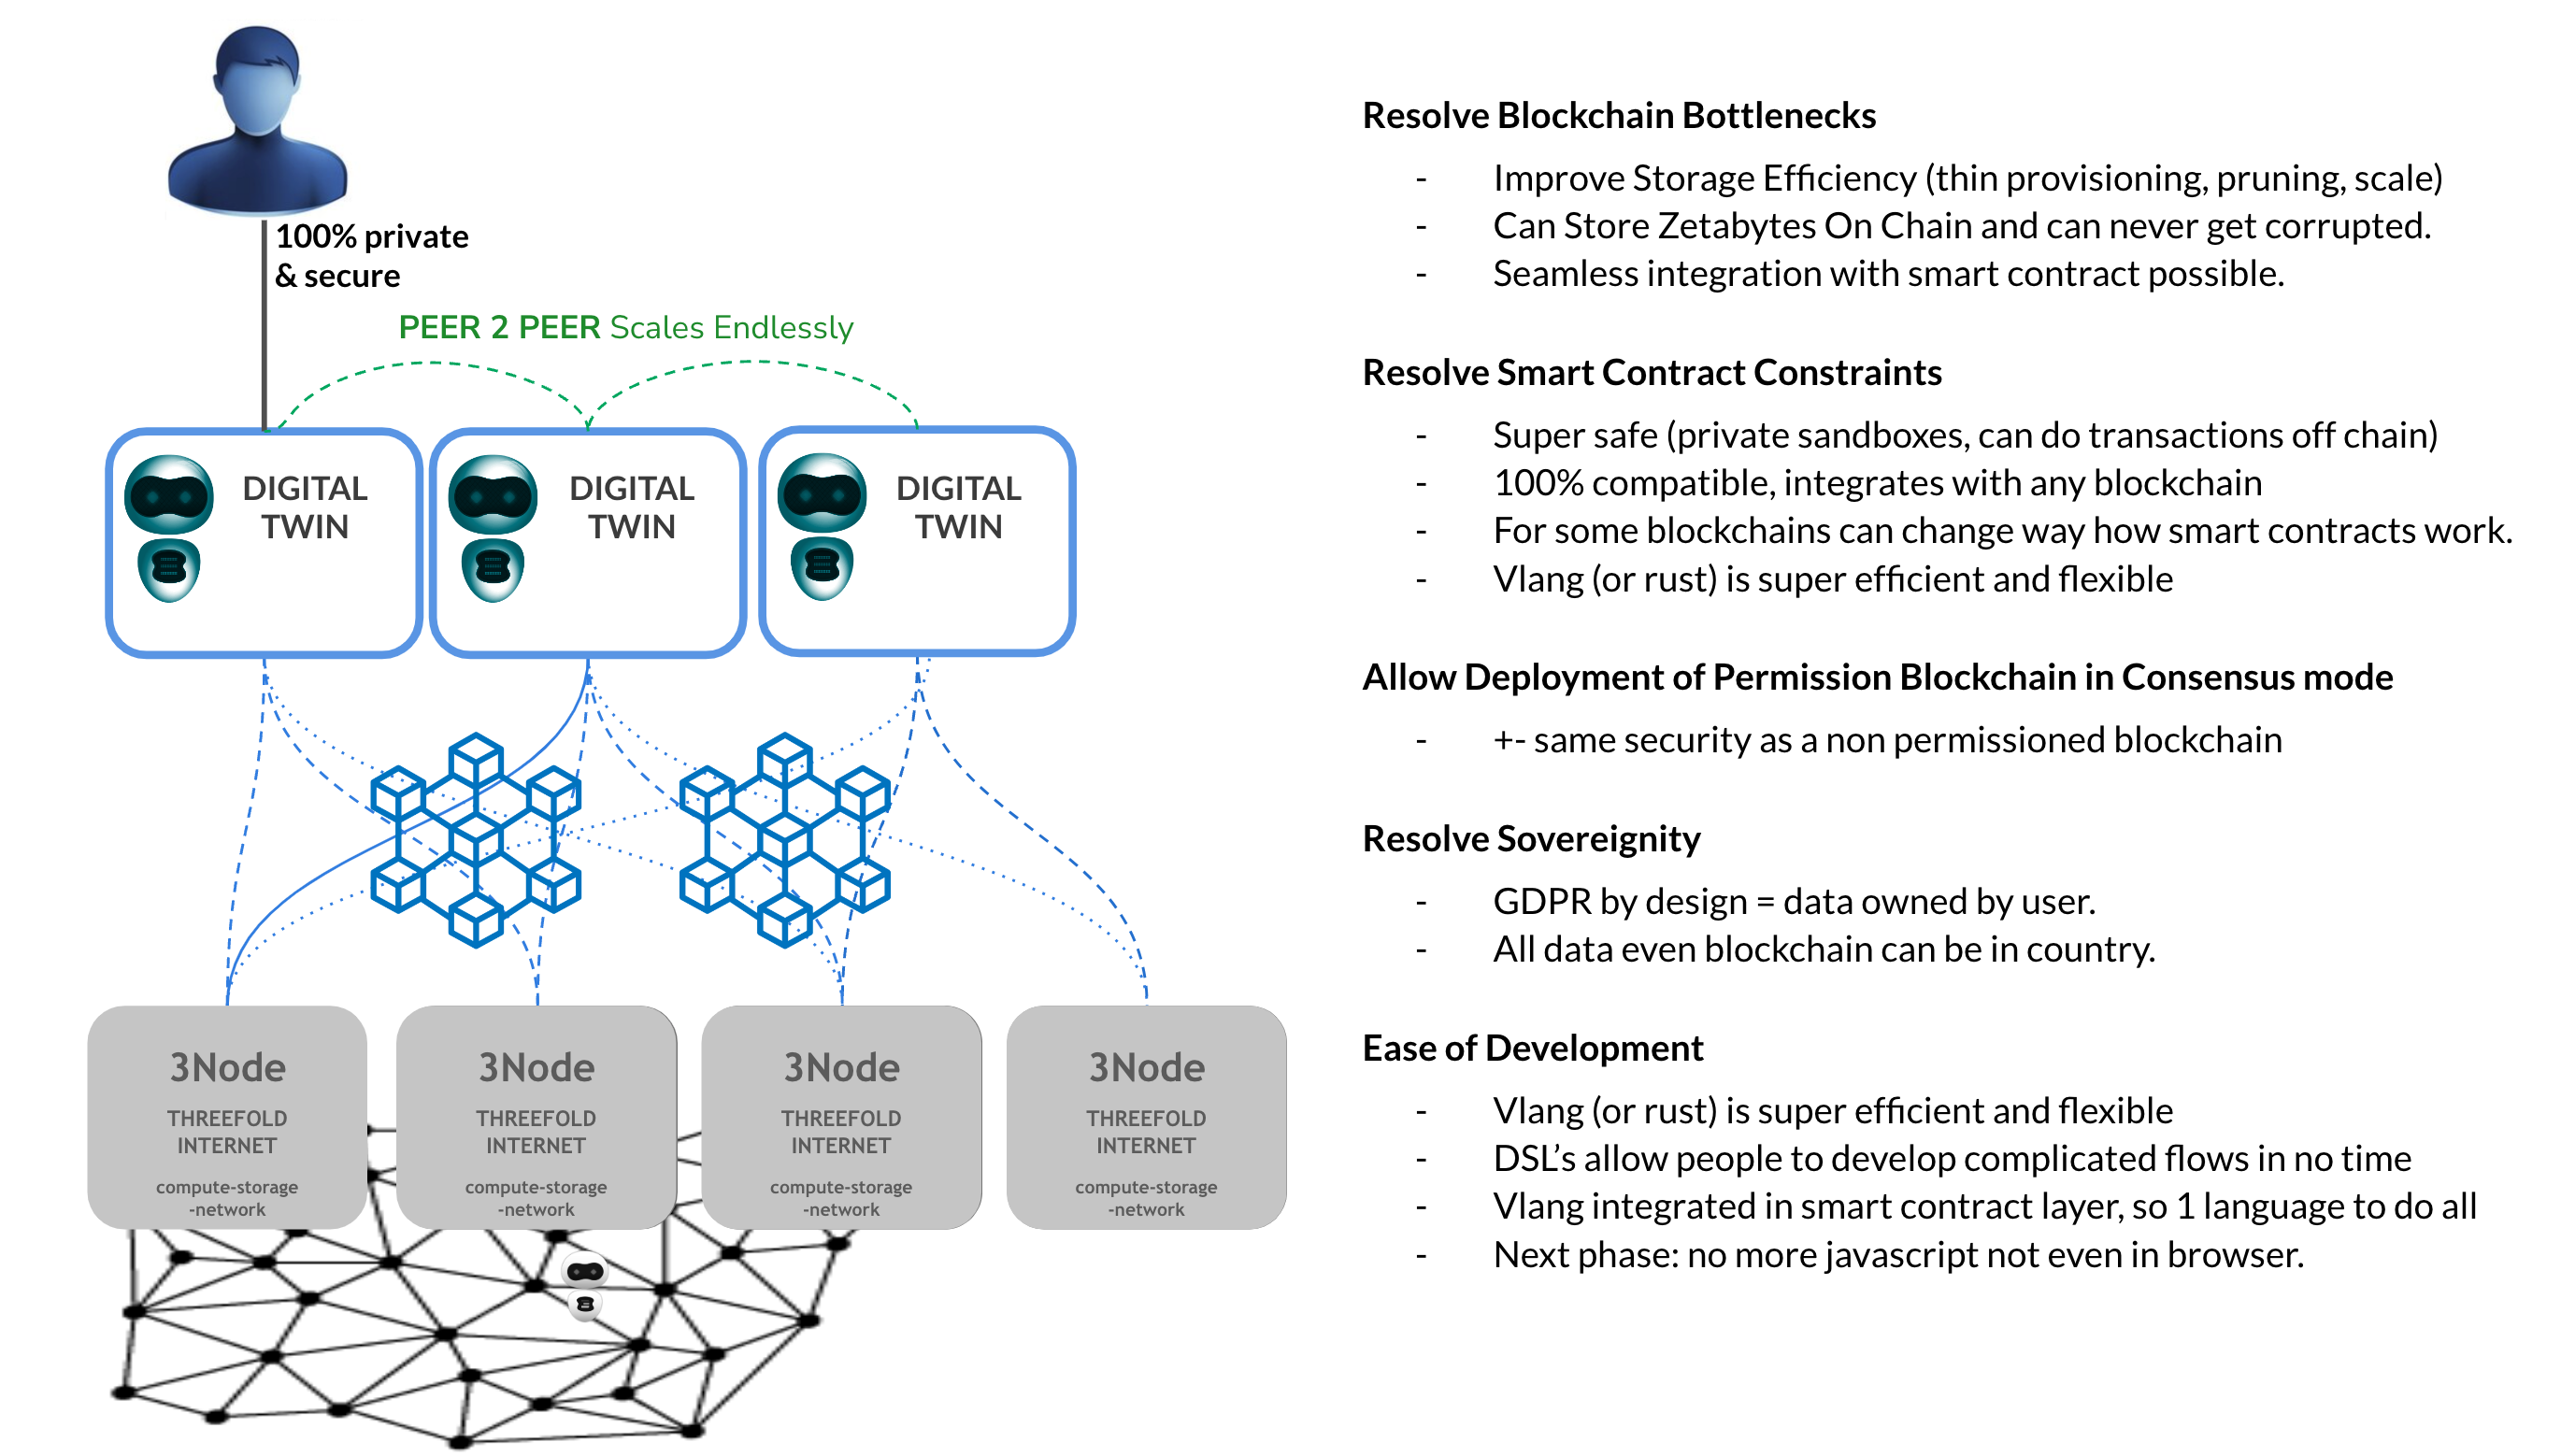 100% private
& secure
PEER 2 PEER Scales Endlessly
DIGITAL
TWIN
DIGITAL
TWIN
DIGITAL
TWIN
3Node
THREEFOLD
INTERNET
compute-storage
-network
3Node
THREEFOLD
INTERNET
compute-storage
-network
3Node
THREEFOLD
INTERNET
compute-storage
-network
3Node
THREEFOLD
INTERNET
compute-storage
-network
Resolve Blockchain Bottlenecks
- Improve Storage Efficiency (thin provisioning, pruning, scale)
- Can Store Zetabytes On Chain and can never get corrupted.
- Seamless integration with smart contract possible.
Resolve Smart Contract Constraints
- Super safe (private sandboxes, can do transactions off chain)
- 100% compatible, integrates with any blockchain
- For some blockchains can change way how smart contracts work.
- Vlang (or rust) is super efficient and flexible
Allow Deployment of Permission Blockchain in Consensus mode
- +- same security as a non permissioned blockchain
Resolve Sovereignity
- GDPR by design = data owned by user.
- All data even blockchain can be in country.
Ease of Development
- Vlang (or rust) is super efficient and flexible
- DSL’s allow people to develop complicated flows in no time
- Vlang integrated in smart contract layer, so 1 language to do all
- Next phase: no more javascript not even in browser.